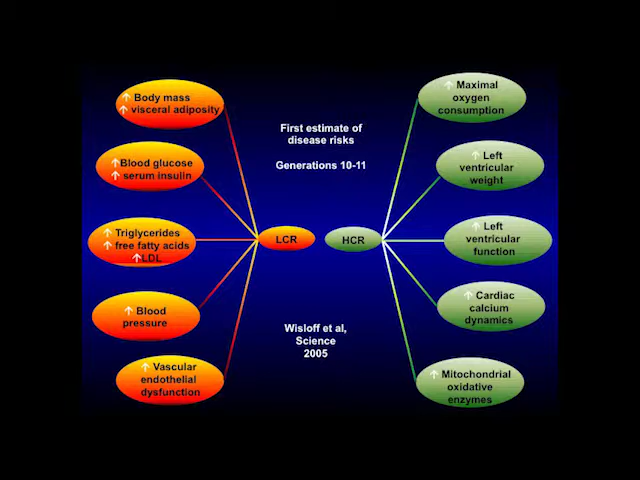 ↑ Body mass
↑ visceral adiposity
↑Blood glucose
↑ serum insulin
↑ Triglycerides
↑ free fatty acids
↑LDL
↑ Blood
pressure
↑ Vascular
endothelial
dysfunction
First estimate of
disease risks
Generations 10-11
LCR
HCR
Wisloff et al,
Science
2005
↑ Maximal
oxygen
consumption
↑ Left
ventricular
weight
↑ Left
ventricular
function
↑ Cardiac
calcium
dynamics
↑ Mitochondrial
oxidative
enzymes